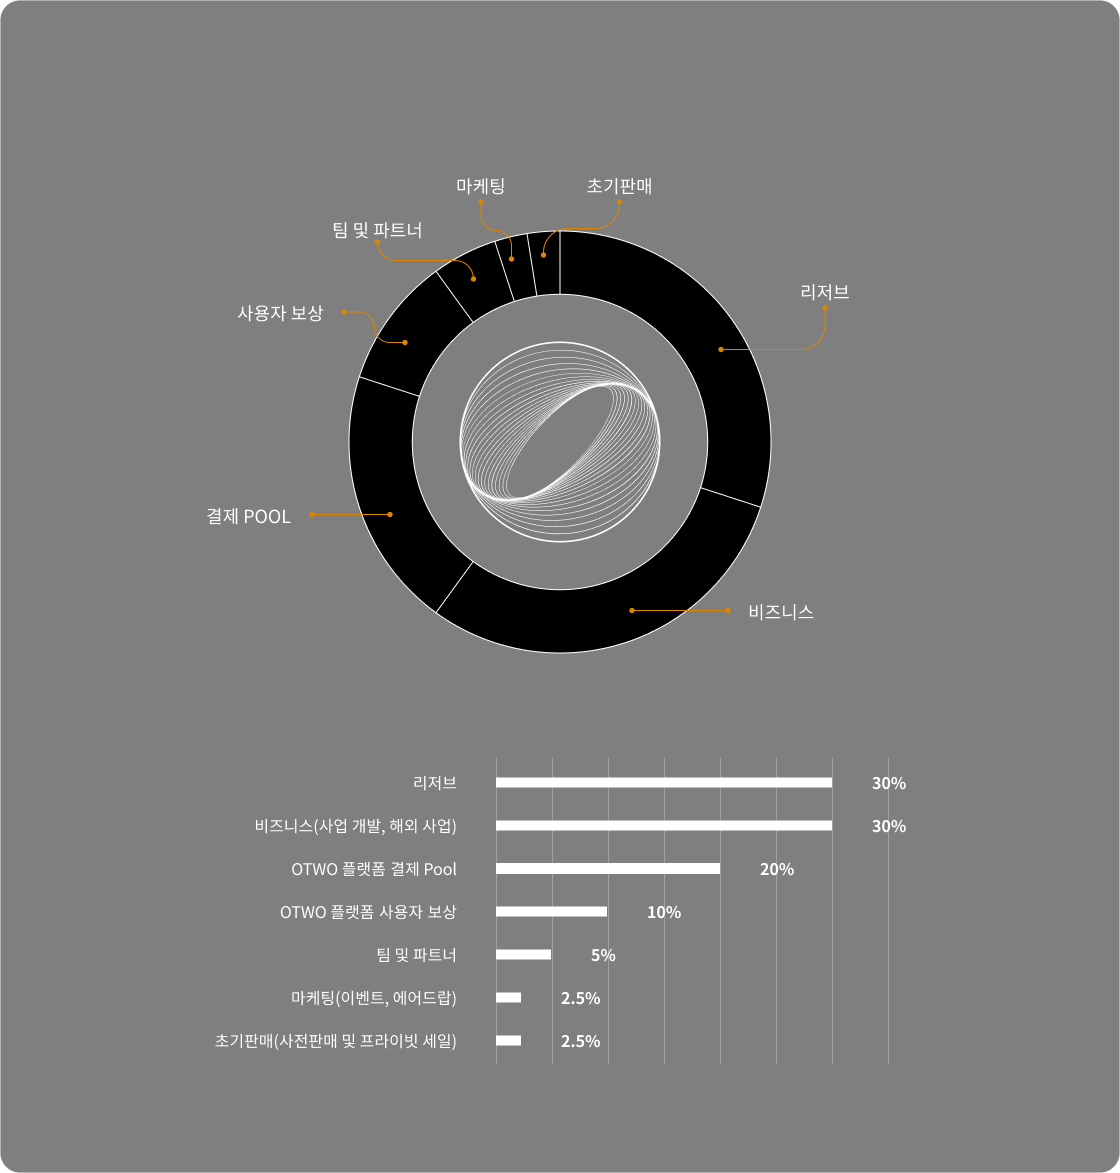 마케팅
초기판매
팀 및 파트너
리저브
사용자 보상
결제 POOL
비즈니스
리저브 30%
비즈니스(사업 개발, 해외 사업) 30%
OTWO 플랫폼 결제 Pool 20%
OTWO 플랫폼 사용자 보상 10%
팀 및 파트너 5%
마케팅(이벤트, 에어드랍) 2.5%
초기판매(사전판매 및 프라이빗 세일) 2.5%